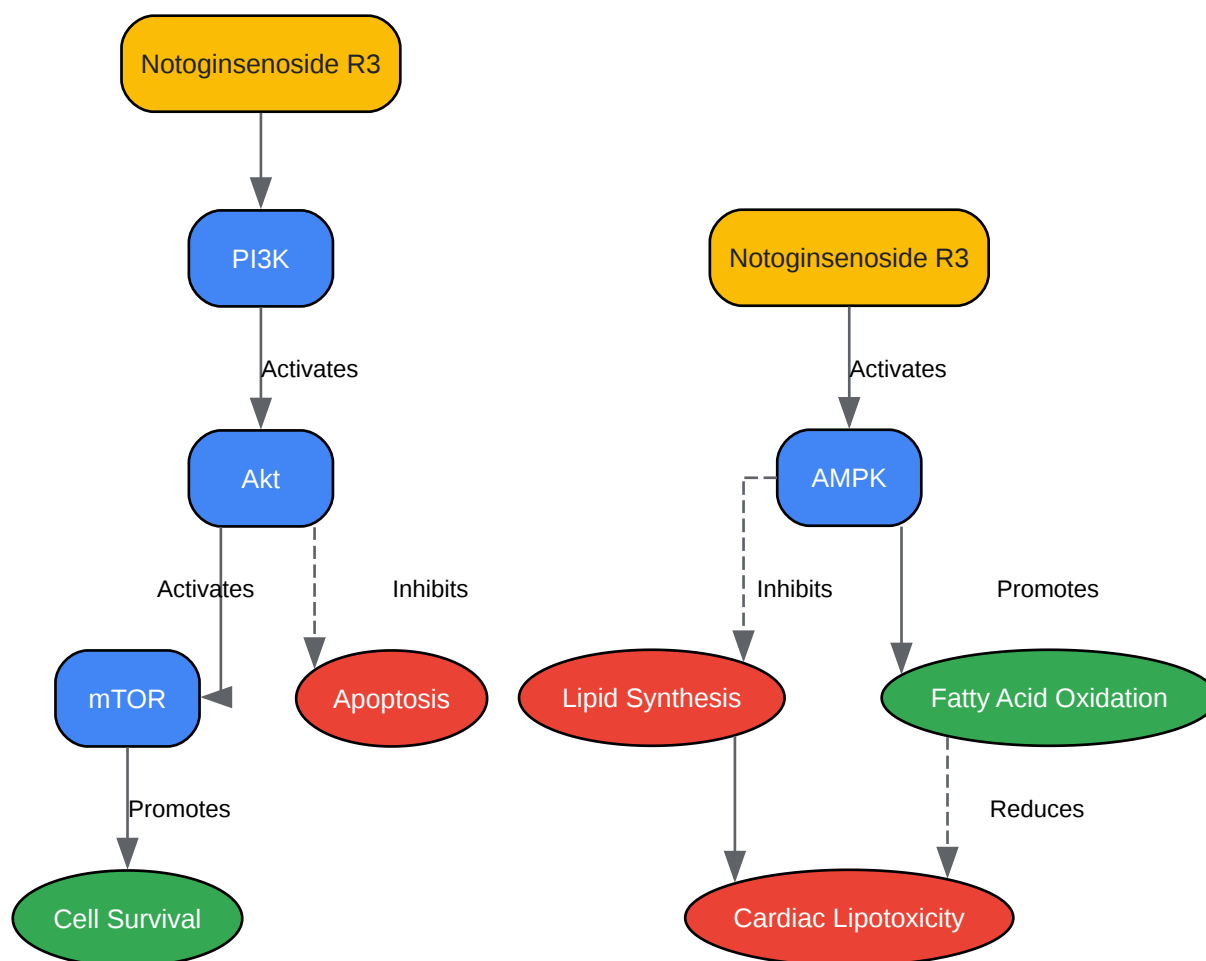 Notoginsenoside R3
PI3K
Activates
Akt
Activates
Inhibits
mTOR
Apoptosis
Promotes
Cell Survival
Notoginsenoside R3
Activates
AMPK
Inhibits
Promotes
Lipid Synthesis
Fatty Acid Oxidation
Reduces
Cardiac Lipotoxicity